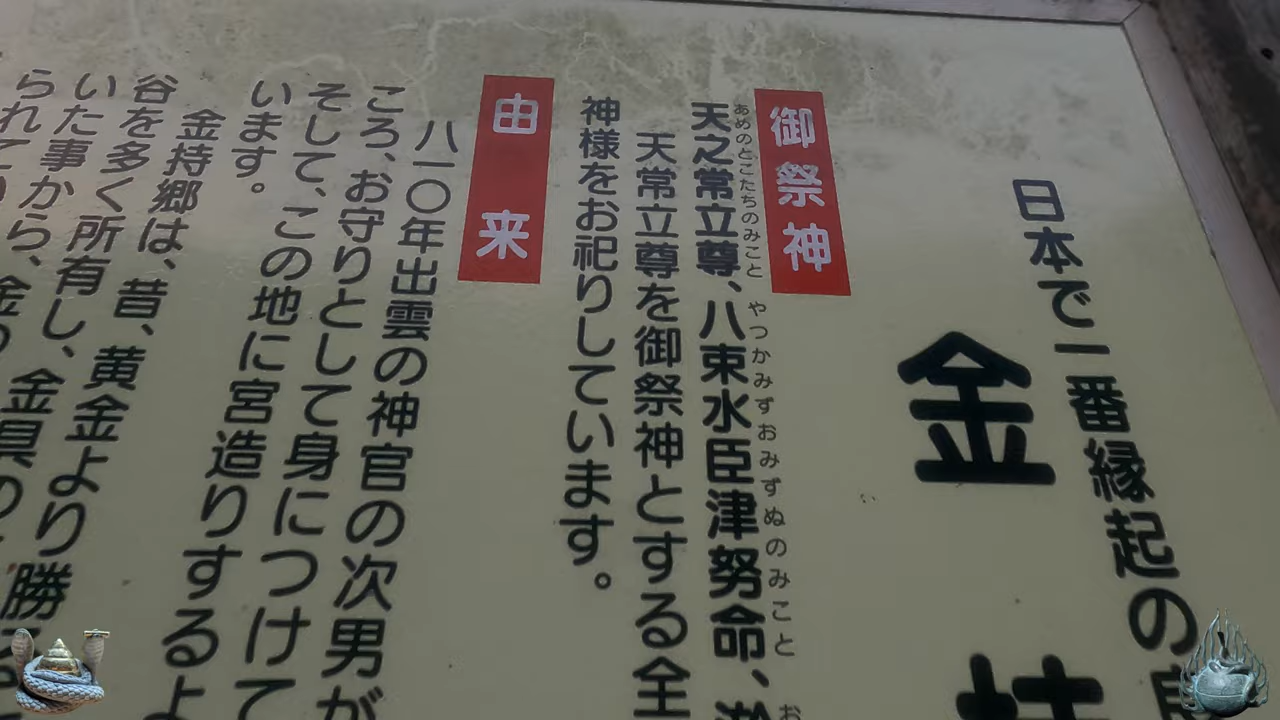 日本で一番縁起の
金持
御祭神
あめのとこたちのみこと やつかみずおみずぬのみこと お
天之常立尊、八束水臣津努命、淤
天常立尊を御祭神とする全
神様をお祀りしています。
由来
八一〇年出雲の神官の次男が
ころ、お守りとして身につけて
そして、この地に宮造りするよ
います。
金持郷は、昔、黄金より勝る
谷を多く所有し、
いた事から、金具の
られて